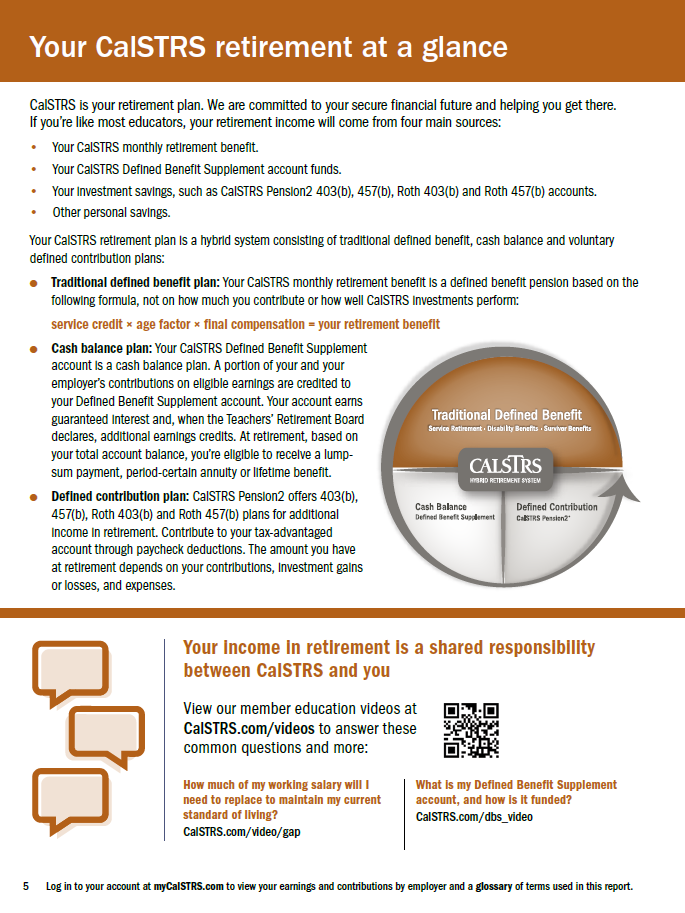 Your CalSTRS retirement at a glance
CalSTRS is your retirement plan. We are committed to your secure financial future and helping you get there.
If you're like most educators, your retirement income will come from four main sources:
• Your CalSTRS monthly retirement benefit.
• Your CalSTRS Defined Benefit Supplement account funds.
• Your investment savings, such as CalSTRS Pension2 403(b), 457(b), Roth 403(b) and Roth 457(b) accounts.
• Other personal savings.
Your CalSTRS retirement plan is a hybrid system consisting of traditional defined benefit, cash balance and voluntary
defined contribution plans:
● Traditional defined benefit plan: Your CalSTRS monthly retirement benefit is a defined benefit pension based on the
following formula, not on how much you contribute or how well CalSTRS investments perform:
service credit × age factor × final compensation = your retirement benefit
● Cash balance plan: Your CalSTRS Defined Benefit Supplement
account is a cash balance plan. A portion of your and your
employer's contributions on eligible earnings are credited to
your Defined Benefit Supplement account. Your account earns
guaranteed interest and, when the Teachers' Retirement Board
declares, additional earnings credits. At retirement, based on
your total account balance, you're eligible to receive a lump-
sum payment, period-certain annuity or lifetime benefit.
● Defined contribution plan: CalSTRS Pension2 offers 403(b),
457(b), Roth 403(b) and Roth 457(b) plans for additional
income in retirement. Contribute to your tax-advantaged
account through paycheck deductions. The amount you have
at retirement depends on your contributions, investment gains
or losses, and expenses.
Traditional Defined Benefit
Service Retirement • Disability Benefits • Survivor Benefits
CALSTRS
HYBRID RETIREMENT SYSTEM
Cash Balance
Defined Benefit Supplement
Defined Contribution
CalSTRS Pension2®
Your income in retirement is a shared responsibility
between CalSTRS and you
View our member education videos at
CalSTRS.com/videos to answer these
common questions and more:
How much of my working salary will I
need to replace to maintain my current
standard of living?
CalSTRS.com/video/gap
What is my Defined Benefit Supplement
account, and how is it funded?
CalSTRS.com/dbs_video
5 Log in to your account at myCalSTRS.com to view your earnings and contributions by employer and a glossary of terms used in this report.